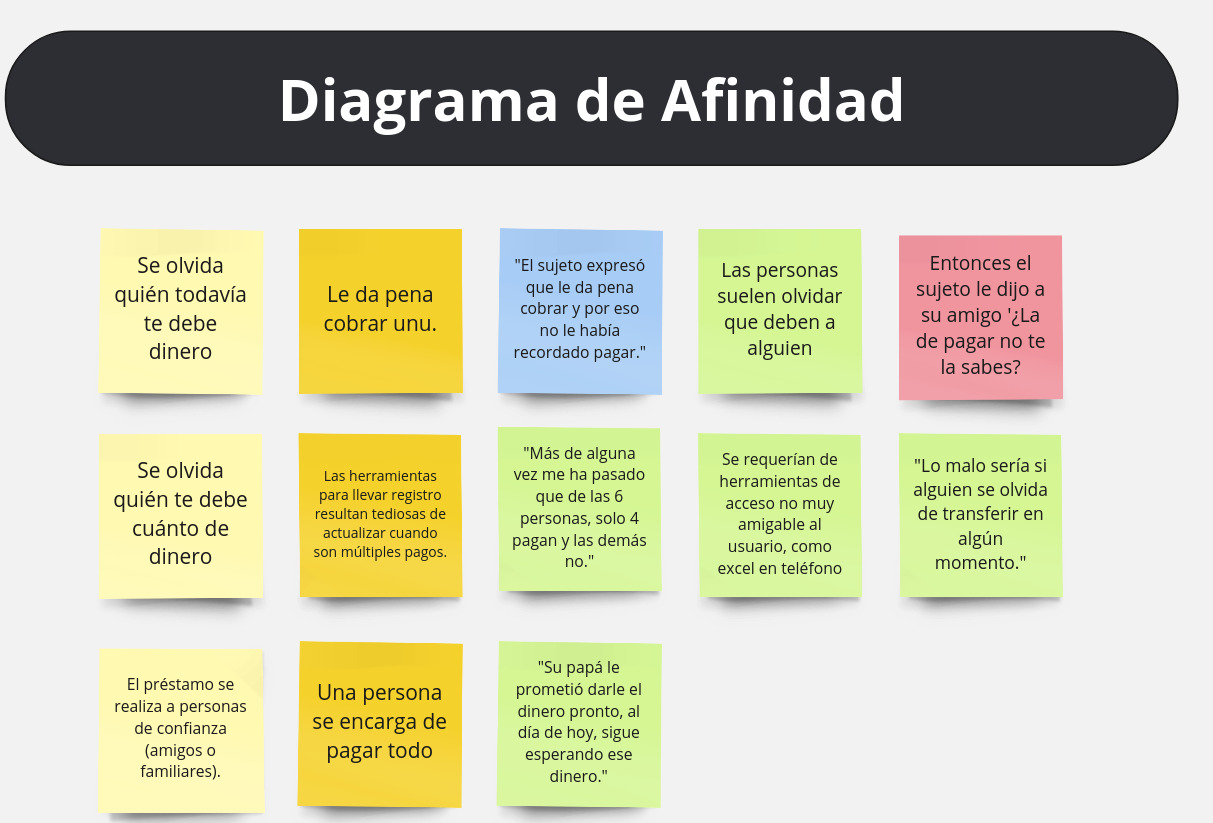 Diagrama de Afinidad
Se olvida
quién todavía
te debe
dinero
Le da pena
cobrar unu.
"El sujeto expresó
que le da pena
cobrar y por eso
no le había
recordado pagar."
Las personas
suelen olvidar
que deben a
alguien
Entonces el
sujeto le dijo a
su amigo '¿La
de pagar no te
la sabes?
Se olvida
quién te debe
cuánto de
dinero
Las herramientas
para llevar registro
resultan tediosas de
actualizar cuando
son múltiples pagos.
"Más de alguna
vez me ha pasado
que de las 6
personas, solo 4
pagan y las demás
no."
Se requerían de
herramientas de
acceso no muy
amigable al
usuario, como
excel en teléfono
"Lo malo sería si
alguien se olvida
de transferir en
algún
momento."
El préstamo se
realiza a personas
de confianza
(amigos o
familiares).
Una persona
se encarga de
pagar todo
"Su papá le
prometió darle el
dinero pronto, al
día de hoy, sigue
esperando ese
dinero."